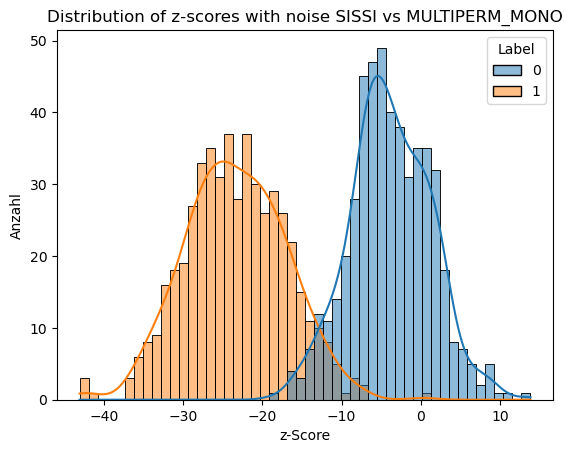 Distribution of z-scores with noise SISSI vs MULTIPERM_MONO
Label
0
1
Anzahl
50
40
30
20
10
0
−40 −30 −20 −10 0 10
z-Score